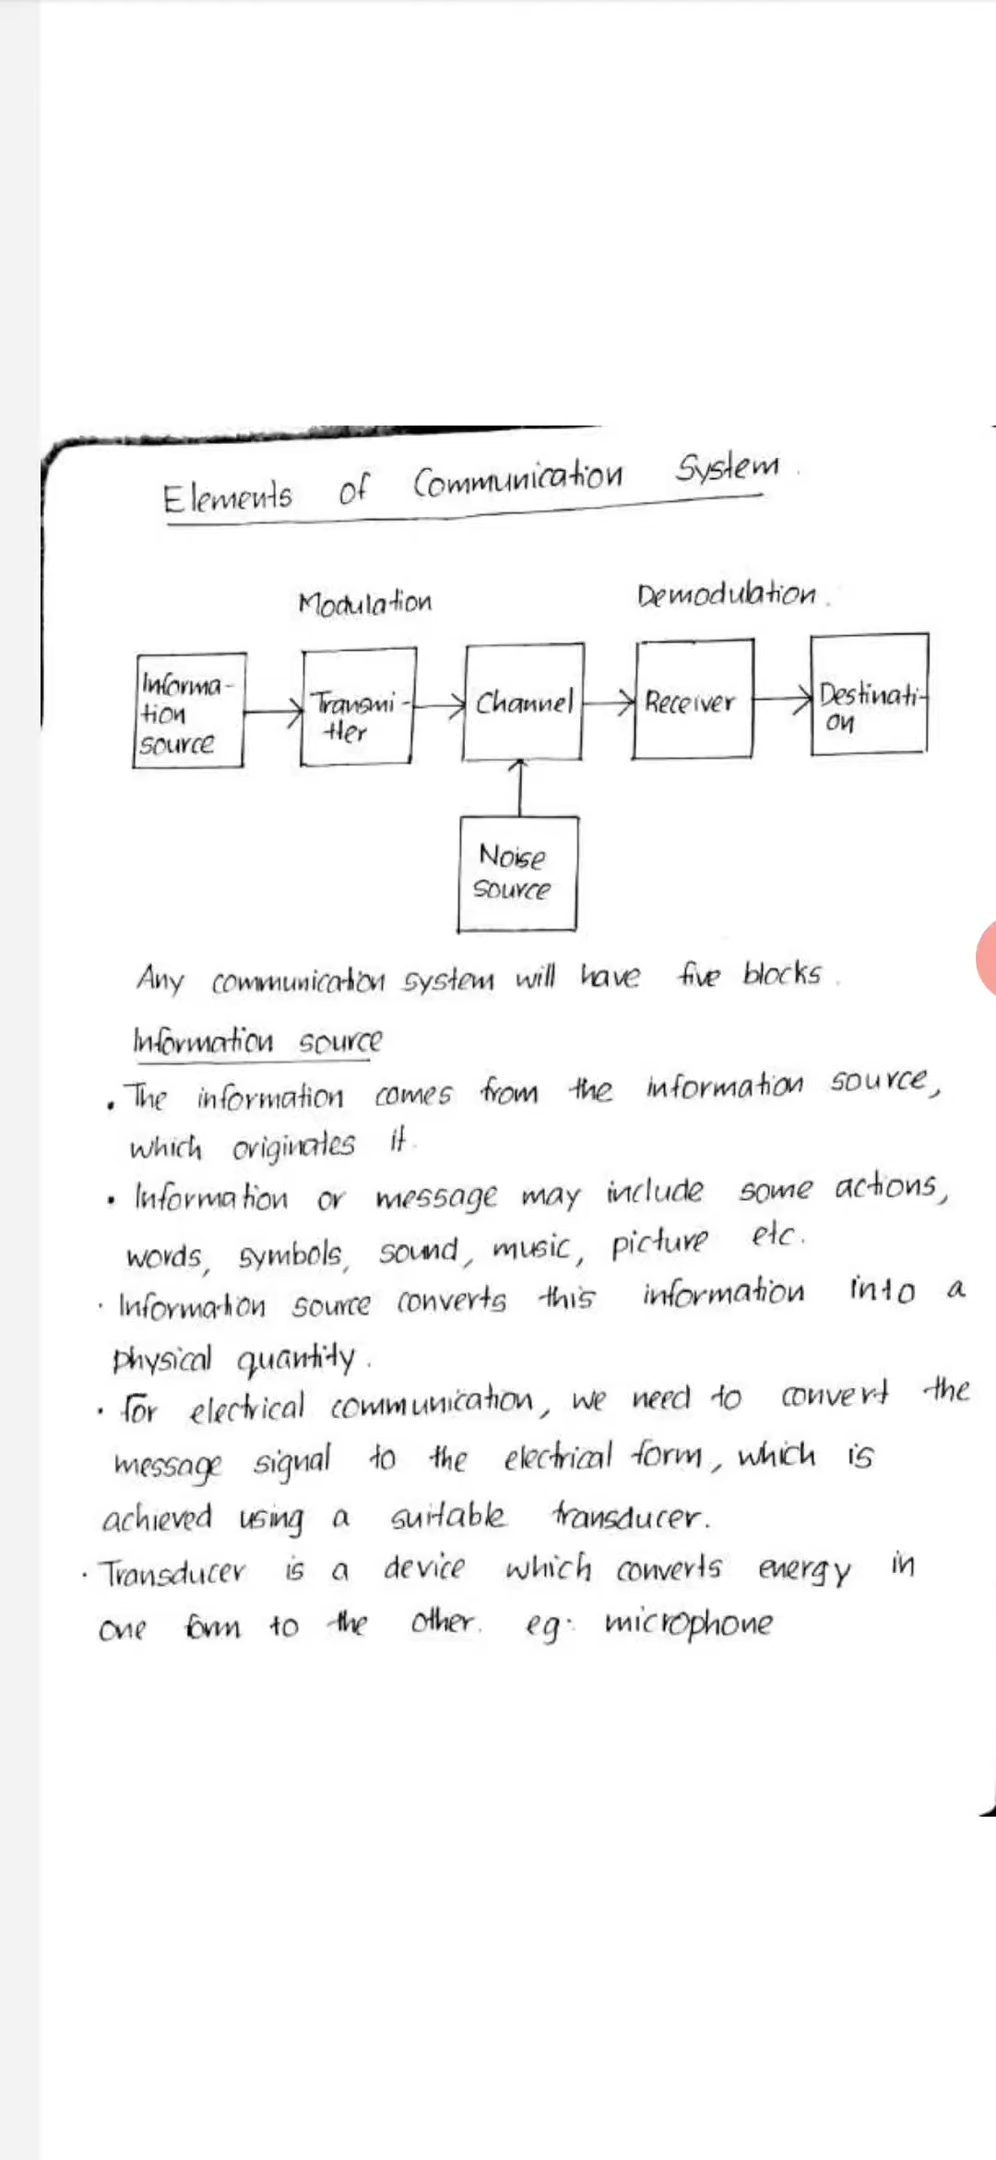 Elements of Communication System.
Modulation
Demodulation.
Informa-
tion
source
Transmi-
tter
Channel
Receiver
Destinati-
on
Noise
source
Any communication system will have five blocks.
Information source
• The information comes from the information source,
which originates it.
• Information or message may include some actions,
words, symbols, sound, music, picture etc.
• Information source converts this information into a
physical quantity.
• For electrical communication, we need to convert the
message signal to the electrical form, which is
achieved using a suitable transducer.
• Transducer is a device which converts energy in
one form to the other. eg: microphone